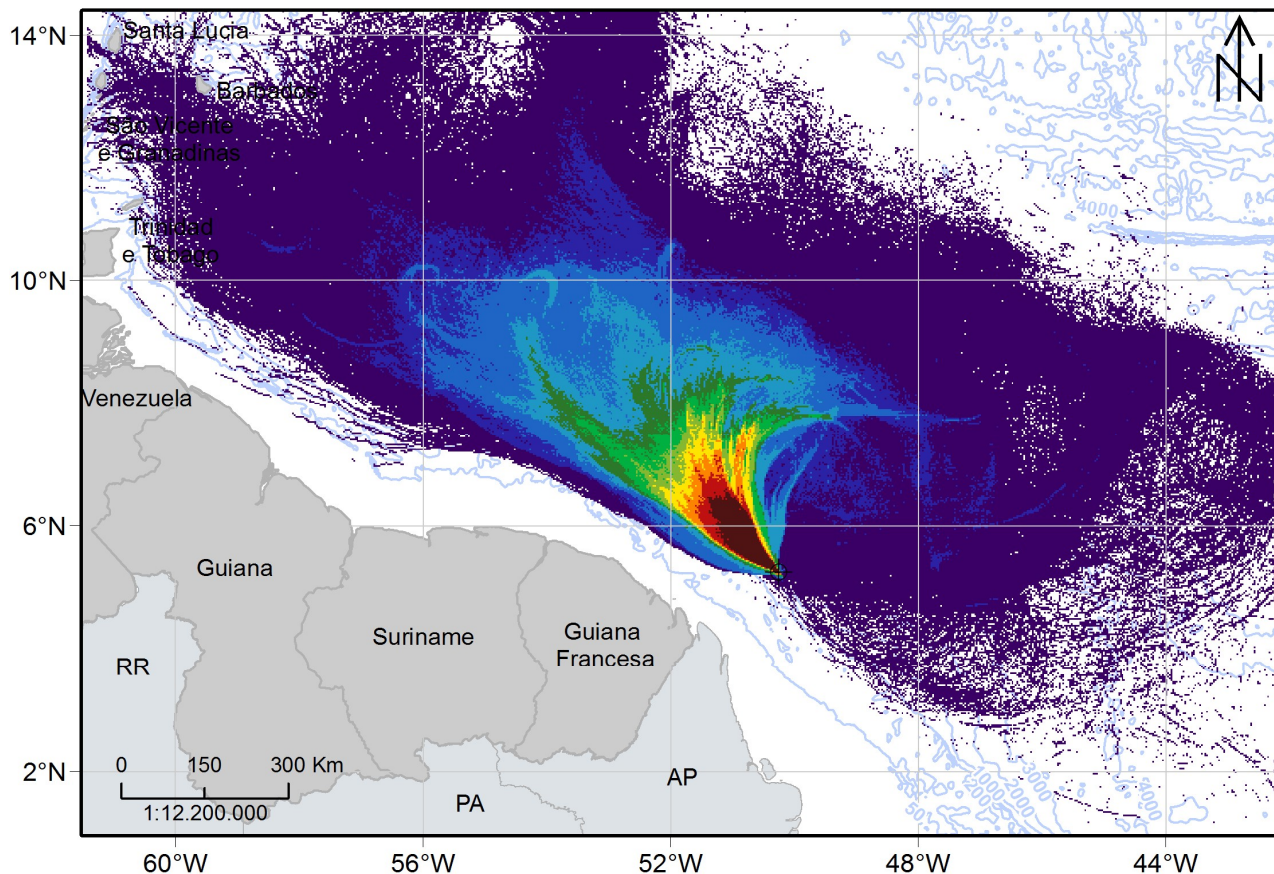 14°N
Santa Lúcia
Barbados
São Vicente
e Granadinas
4000
Trinidad
e Tobago
10°N
Venezuela
6°N
Guiana
Suriname
Guiana
Francesa
RR
0 150 300 Km
1:12.200.000
2°N
PA
AP
60°W 56°W 52°W 48°W 44°W
N